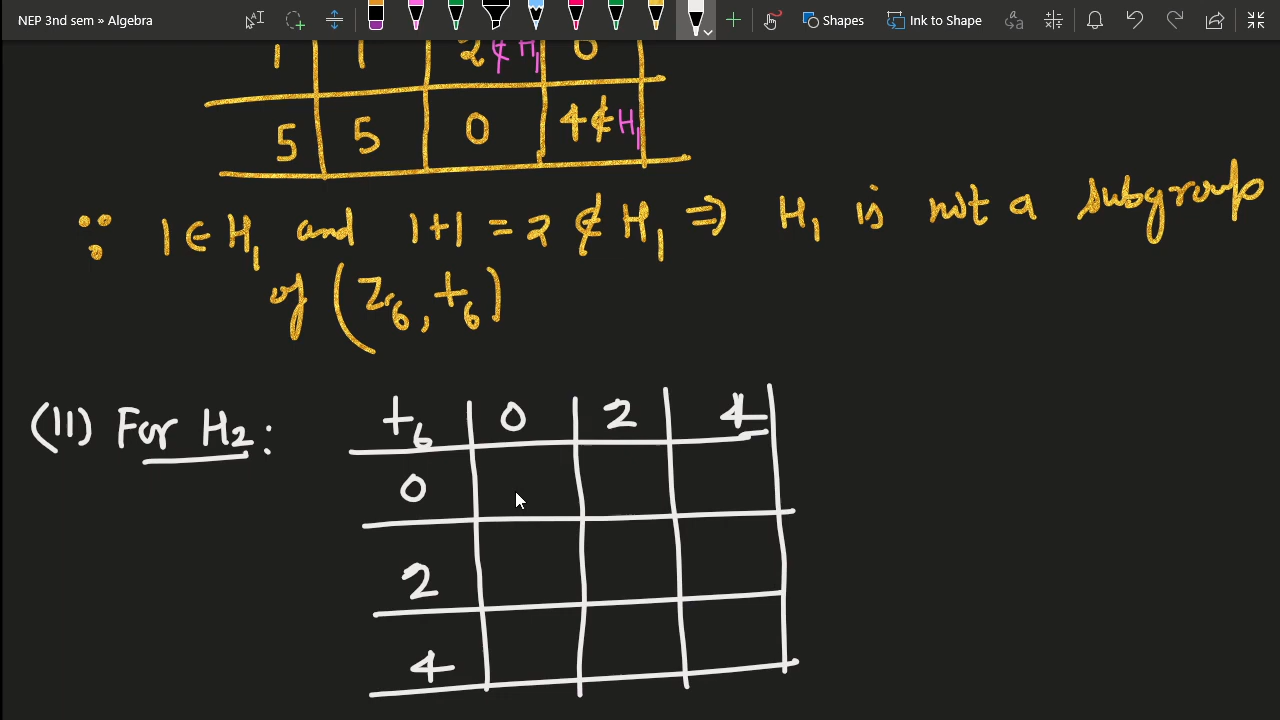 NEP 3nd sem » Algebra
Shapes
Ink to Shape
1 | 1 | 2 ∉ H₁ | 0
5 | 5 | 0 | 4 ∉ H₁
∵ 1 ∈ H₁ and 1+1 = 2 ∉ H₁ ⇒ H₁ is not a subgroup
of (Z₆, +₆)
(II) For H₂:
+₆ | 0 | 2 | 4
0
2
4